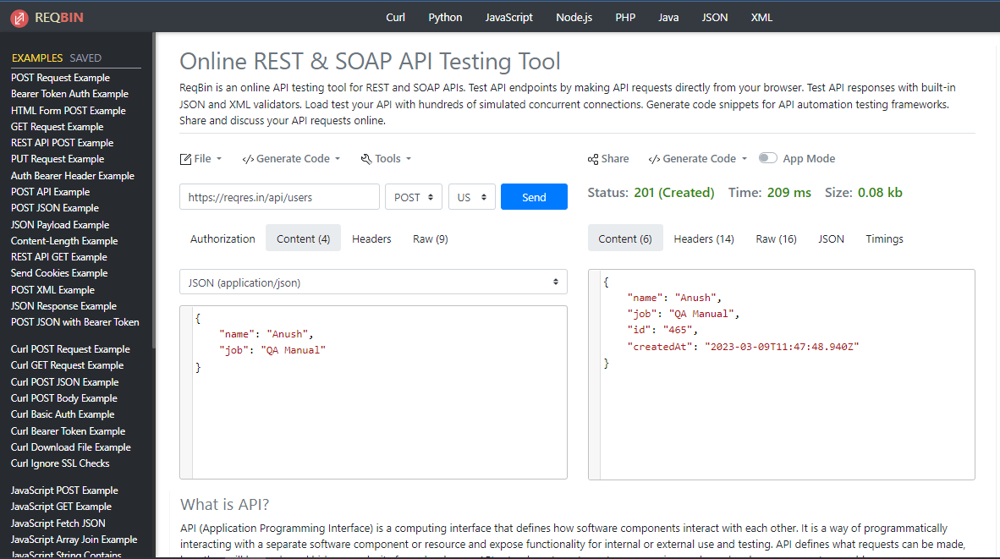 REQBIN
Curl Python JavaScript Node.js PHP Java JSON XML
EXAMPLES SAVED
POST Request Example
Bearer Token Auth Example
HTML Form POST Example
GET Request Example
REST API POST Example
PUT Request Example
Auth Bearer Header Example
POST API Example
POST JSON Example
JSON Payload Example
Content-Length Example
REST API GET Example
Send Cookies Example
POST XML Example
JSON Response Example
POST JSON with Bearer Token
Curl POST Request Example
Curl GET Request Example
Curl POST JSON Example
Curl POST Body Example
Curl Basic Auth Example
Curl Bearer Token Example
Curl Download File Example
Curl Ignore SSL Checks
JavaScript POST Example
JavaScript GET Example
JavaScript Fetch JSON
JavaScript Array Join Example
JavaScript String Contains
Online REST & SOAP API Testing Tool
ReqBin is an online API testing tool for REST and SOAP APIs. Test API endpoints by making API requests directly from your browser. Test API responses with built-in
JSON and XML validators. Load test your API with hundreds of simulated concurrent connections. Generate code snippets for API automation testing frameworks.
Share and discuss your API requests online.
File </> Generate Code Tools
https://reqres.in/api/users POST US Send
Authorization Content (4) Headers Raw (9)
JSON (application/json)
{
"name": "Anush",
"job": "QA Manual"
}
Share </> Generate Code App Mode
Status: 201 (Created) Time: 209 ms Size: 0.08 kb
Content (6) Headers (14) Raw (16) JSON Timings
{
"name": "Anush",
"job": "QA Manual",
"id": "465",
"createdAt": "2023-03-09T11:47:48.940Z"
}
What is API?
API (Application Programming Interface) is a computing interface that defines how software components interact with each other. It is a way of programmatically
interacting with a separate software component or resource and expose functionality for internal or external use and testing. API defines what requests can be made,